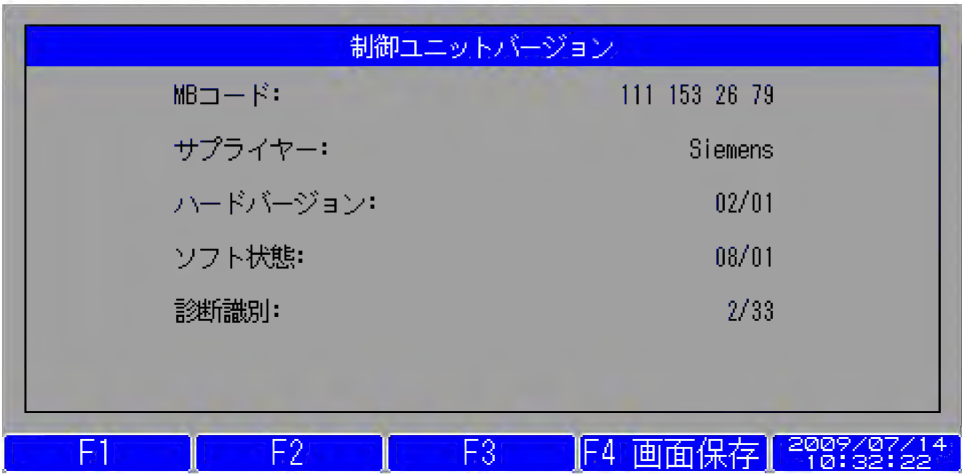 制御ユニットバージョン
MBコード: 111 153 26 79
サプライヤー: Siemens
ハードバージョン: 02/01
ソフト状態: 08/01
診断識別: 2/33
F1 F2 F3 F4 画面保存 2009/07/14
10:32:22